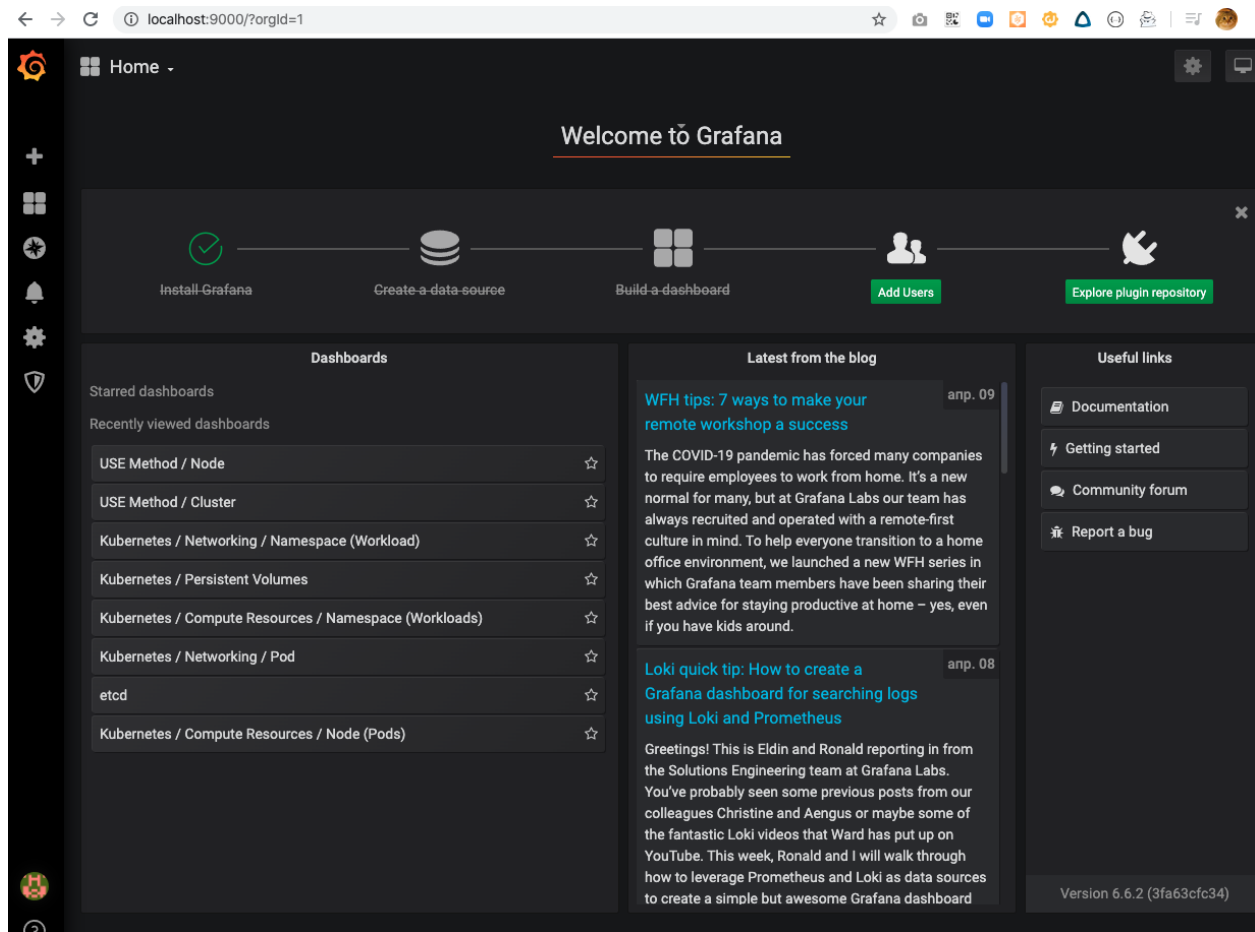 localhost:9000/?orgId=1
Home
Welcome to Grafana
Install Grafana
Create a data source
Build a dashboard
Add Users
Explore plugin repository
Dashboards
Starred dashboards
Recently viewed dashboards
USE Method / Node
USE Method / Cluster
Kubernetes / Networking / Namespace (Workload)
Kubernetes / Persistent Volumes
Kubernetes / Compute Resources / Namespace (Workloads)
Kubernetes / Networking / Pod
etcd
Kubernetes / Compute Resources / Node (Pods)
Latest from the blog
WFH tips: 7 ways to make your
remote workshop a success
апр. 09
The COVID-19 pandemic has forced many companies
to require employees to work from home. It's a new
normal for many, but at Grafana Labs our team has
always recruited and operated with a remote-first
culture in mind. To help everyone transition to a home
office environment, we launched a new WFH series in
which Grafana team members have been sharing their
best advice for staying productive at home – yes, even
if you have kids around.
Loki quick tip: How to create a
Grafana dashboard for searching logs
using Loki and Prometheus
апр. 08
Greetings! This is Eldin and Ronald reporting in from
the Solutions Engineering team at Grafana Labs.
You've probably seen some previous posts from our
colleagues Christine and Aengus or maybe some of
the fantastic Loki videos that Ward has put up on
YouTube. This week, Ronald and I will walk through
how to leverage Prometheus and Loki as data sources
to create a simple but awesome Grafana dashboard
Useful links
Documentation
Getting started
Community forum
Report a bug
Version 6.6.2 (3fa63cfc34)